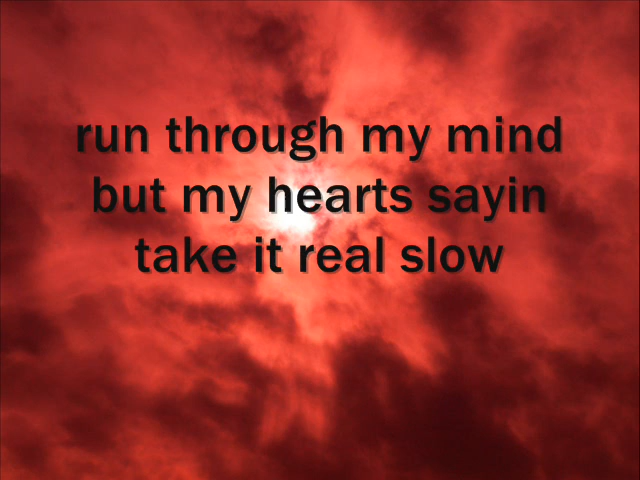 run through my mind
but my hearts sayin
take it real slow